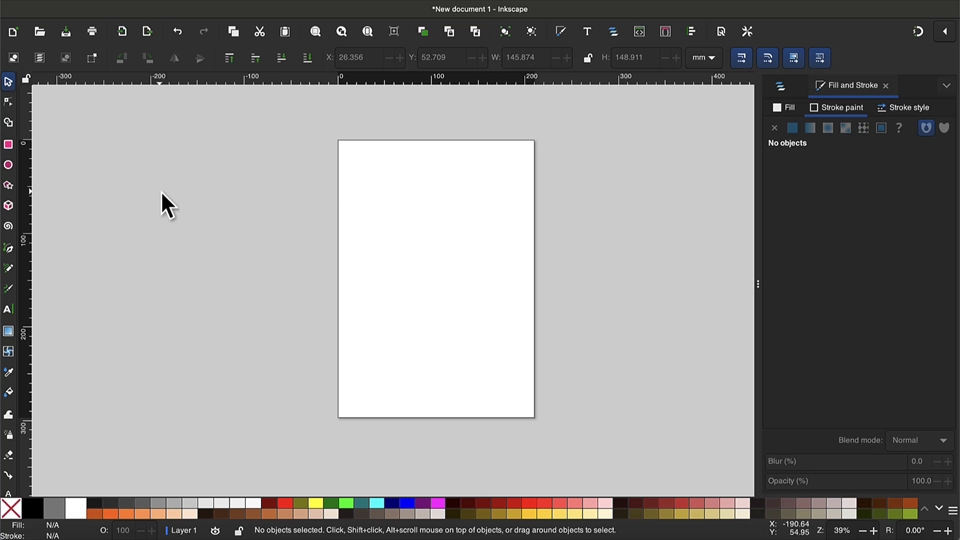 *New document 1 - Inkscape
X: 26.356 Y: 52.709 W: 145.874 H: 148.911 mm
-300 -200 -100 0 100 200 300 400
Fill and Stroke
Fill Stroke paint Stroke style
No objects
0
100
200
300
Blend mode: Normal
Blur (%) 0.0
Opacity (%) 100.0
Fill: N/A
Stroke: N/A
O: 100
Layer 1
No objects selected. Click, Shift+click, Alt+scroll mouse on top of objects, or drag around objects to select.
X: -190.64
Y: 54.95
Z: 39%
R: 0.00°